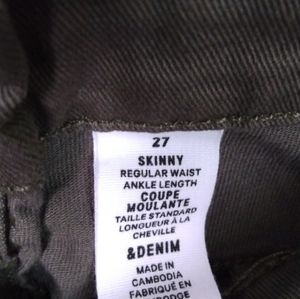 27
SKINNY
REGULAR WAIST
ANKLE LENGTH
COUPE
MOULANTE
TAILLE STANDARD
LONGUEUR À LA
CHEVILLE
&DENIM
MADE IN
CAMBODIA
FABRIQUÉ EN